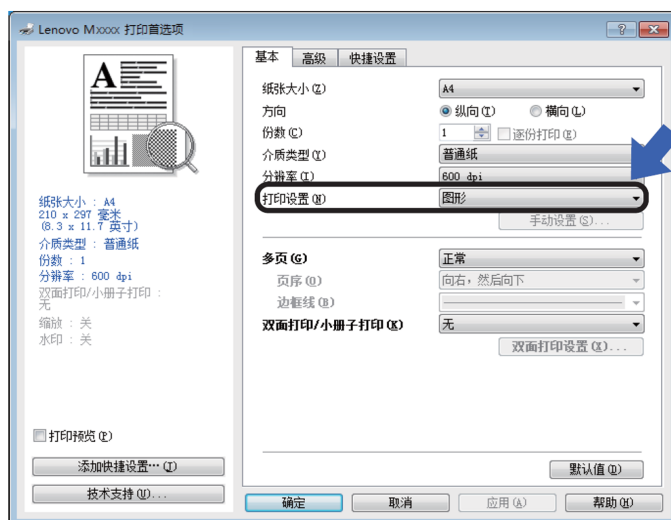 Lenovo Mxxxx 打印首选项
基本 高级 快捷设置
纸张大小(Z) A4
方向 纵向(T) 横向(L)
份数(C) 1 逐份打印(E)
介质类型(Y) 普通纸
分辨率(I) 600 dpi
打印设置(N) 图形
手动设置(S)...
多页(G) 正常
页序(O) 向右，然后向下
边框线(B)
双面打印/小册子打印(K) 无
双面打印设置(X)...
纸张大小 : A4
210 x 297 毫米
(8.3 x 11.7 英寸)
介质类型 : 普通纸
份数 : 1
分辨率 : 600 dpi
双面打印/小册子打印 :
无
缩放 : 关
水印 : 关
打印预览(P)
添加快捷设置…(J)
技术支持(U)...
默认值(D)
确定 取消 应用(A) 帮助(H)